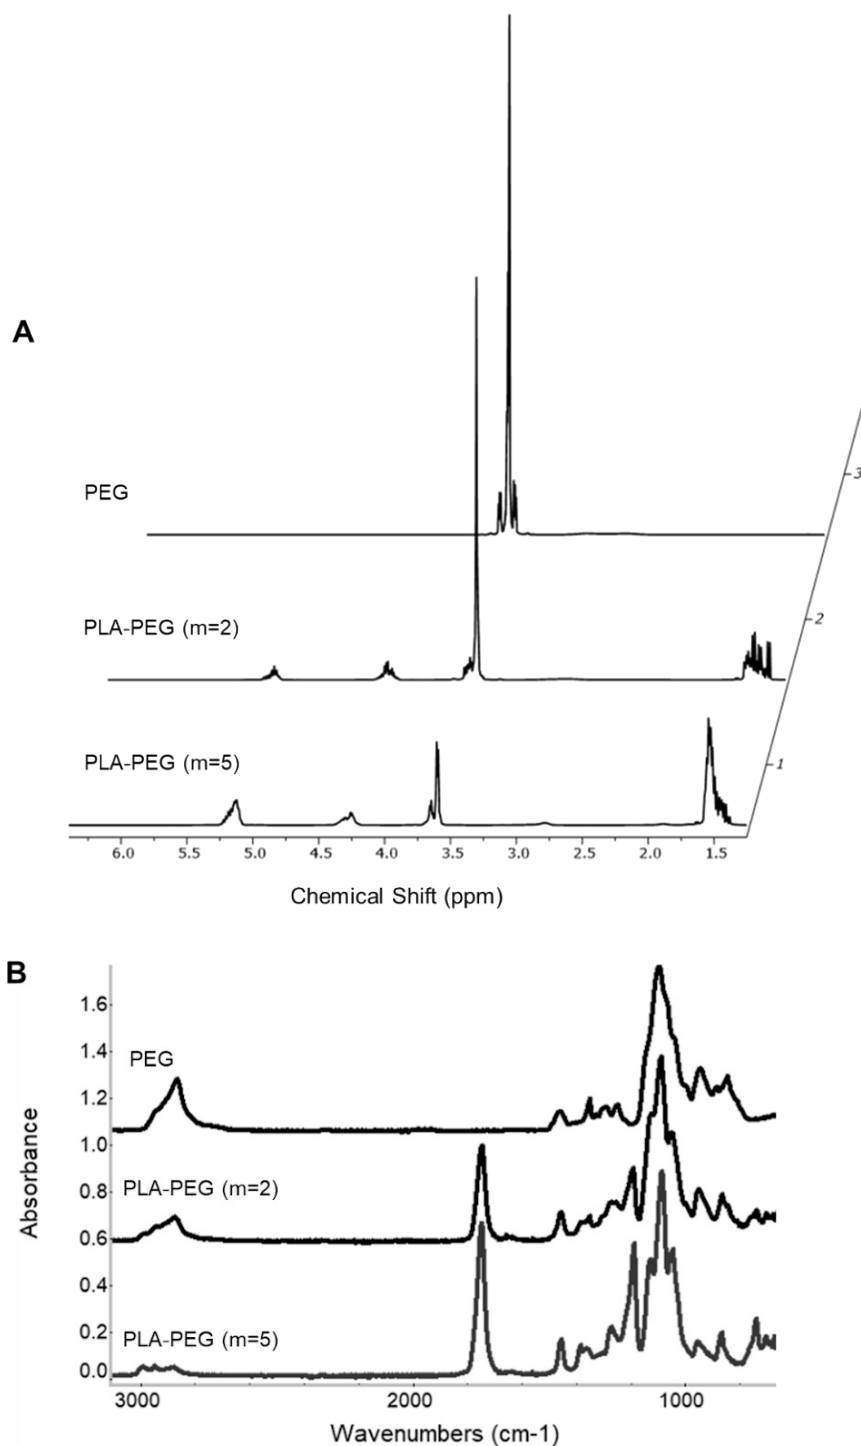 A
PEG
3
PLA-PEG (m=2)
2
PLA-PEG (m=5)
1
6.0 5.5 5.0 4.5 4.0 3.5 3.0 2.5 2.0 1.5
Chemical Shift (ppm)
B
1.6
PEG
1.4
1.2
1.0
PLA-PEG (m=2)
0.8
0.6
0.4
PLA-PEG (m=5)
0.2
0.0
Absorbance
3000 2000 1000
Wavenumbers (cm-1)